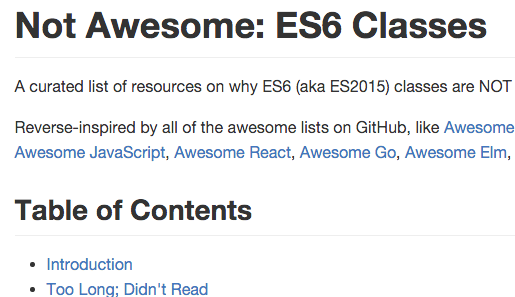 Not Awesome: ES6 Classes
A curated list of resources on why ES6 (aka ES2015) classes are NOT
Reverse-inspired by all of the awesome lists on GitHub, like Awesome
Awesome JavaScript, Awesome React, Awesome Go, Awesome Elm,
Table of Contents
Introduction
Too Long; Didn't Read